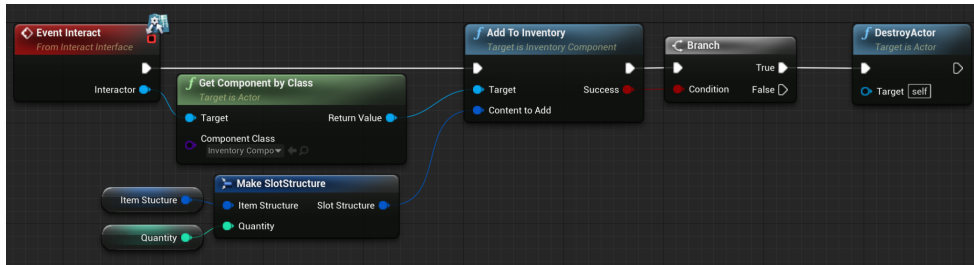 Event Interact
From Interact Interface
Interactor
Get Component by Class
Target is Actor
Target
Return Value
Component Class
Inventory Compo
Item Stucture
Quantity
Make SlotStructure
Item Structure
Slot Structure
Quantity
Add To Inventory
Target is Inventory Component
Target
Success
Content to Add
Branch
True
Condition
False
DestroyActor
Target is Actor
Target
self